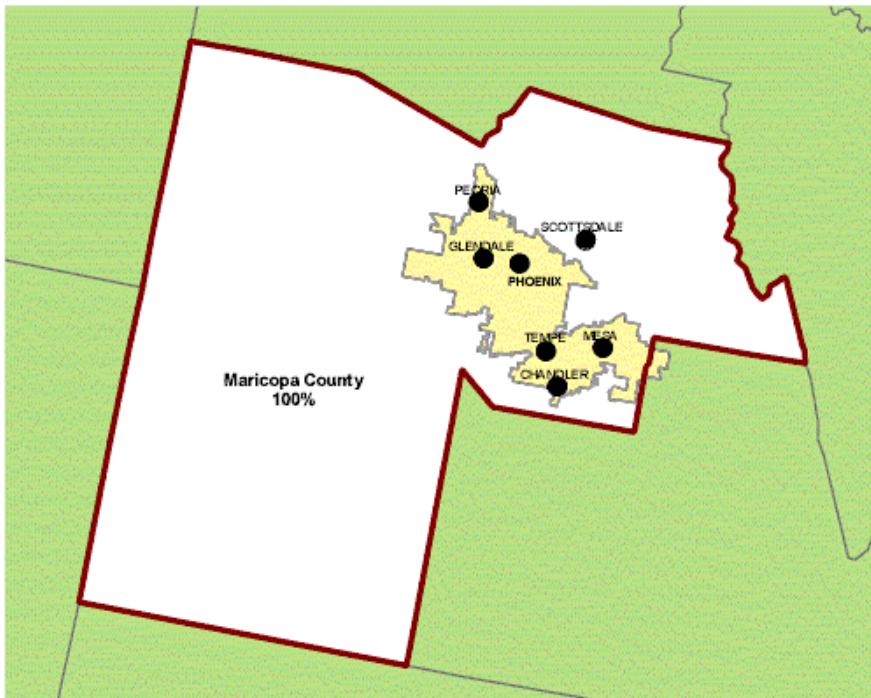 PEORIA
SCOTTSDALE
GLENDALE
PHOENIX
TEMPE
MESA
CHANDLER
Maricopa County
100%